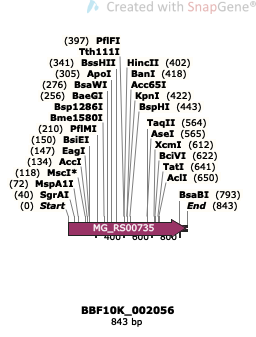 Created with SnapGene®
(397) PflFI
Tth111I
(341) BssHII HincII (402)
(305) ApoI BanI (418)
(276) BsaWI Acc65I
(256) BaeGI KpnI (422)
Bsp1286I BspHI (443)
Bme1580I
(210) PflMI TaqII (564)
(150) BsiEI AseI (565)
(147) EagI XcmI (612)
(134) AccI BciVI (622)
(118) MscI* TatI (641)
(72) MspA1I AclI (650)
(40) SgrAI BsaBI (793)
(0) Start End (843)
MG_RS00735
400 600 800
BBF10K_002056
843 bp